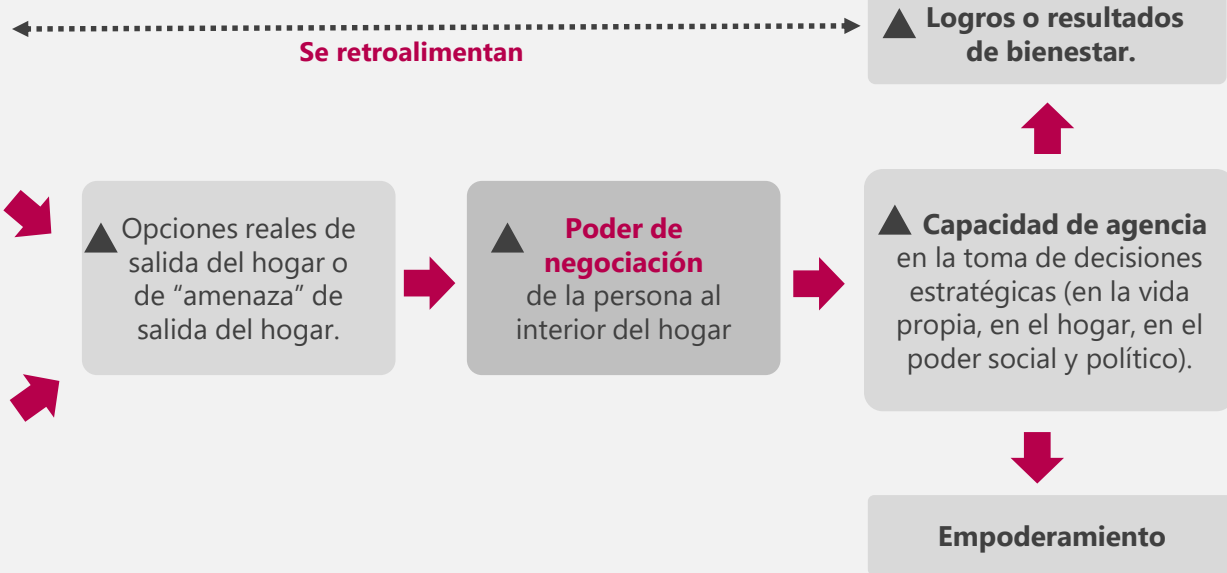 Logros o resultados
de bienestar.
Se retroalimentan
Opciones reales de
salida del hogar o
de “amenaza” de
salida del hogar.
Poder de
negociación
de la persona al
interior del hogar
Capacidad de agencia
en la toma de decisiones
estratégicas (en la vida
propia, en el hogar, en el
poder social y político).
Empoderamiento